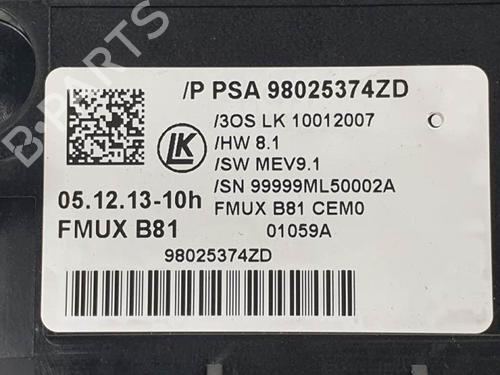 /P PSA 98025374ZD
/3OS LK 10012007
/HW 8.1
/SW MEV9.1
/SN 99999ML50002A
FMUX B81 CEM0
01059A
LK
05.12.13-10h
FMUX B81
98025374ZD
B-PARTS